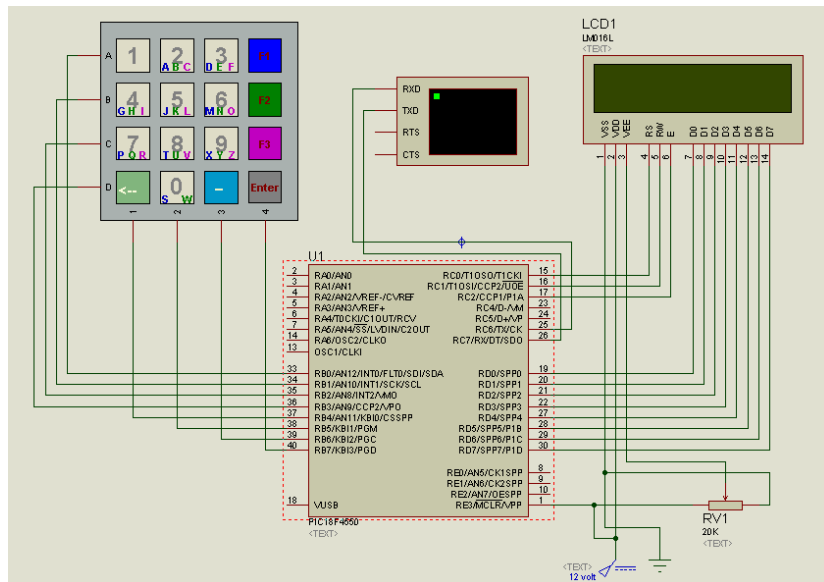 A 1 2 3 F1
A B C D E F
B 4 5 6 F2
G H I J K L M N O
C 7 8 9 F3
P Q R T U V X Y Z
D <-- 0 - Enter
S W
1 2 3 4
RXD
TXD
RTS
CTS
LCD1
LM016L
<TEXT>
VSS VDD VEE RS RW E D0 D1 D2 D3 D4 D5 D6 D7
1 2 3 4 5 6 7 8 9 10 11 12 13 14
U1
2 RA0/AN0 RC0/T1OSO/T1CKI 15
3 RA1/AN1 RC1/T1OSI/CCP2/UOE 16
4 RA2/AN2/VREF-/CVREF RC2/CCP1/P1A 17
5 RA3/AN3/VREF+ RC4/D-/VM 23
6 RA4/T0CKI/C1OUT/RCV RC5/D+/VP 24
7 RA5/AN4/SS/LVDIN/C2OUT RC6/TX/CK 25
14 RA6/OSC2/CLKO RC7/RX/DT/SDO 26
13 OSC1/CLKI
33 RB0/AN12/INT0/FLT0/SDI/SDA RD0/SPP0 19
34 RB1/AN10/INT1/SCK/SCL RD1/SPP1 20
35 RB2/AN8/INT2/VMO RD2/SPP2 21
36 RB3/AN9/CCP2/VPO RD3/SPP3 22
37 RB4/AN11/KBI0/CSSPP RD4/SPP4 27
38 RB5/KBI1/PGM RD5/SPP5/P1B 28
39 RB6/KBI2/PGC RD6/SPP6/P1C 29
40 RB7/KBI3/PGD RD7/SPP7/P1D 30
RE0/AN5/CK1SPP 8
RE1/AN6/CK2SPP 9
RE2/AN7/OESPP 10
18 VUSB RE3/MCLR/VPP 1
PIC18F4550
<TEXT>
RV1
20K
<TEXT>
<TEXT>
12 volt